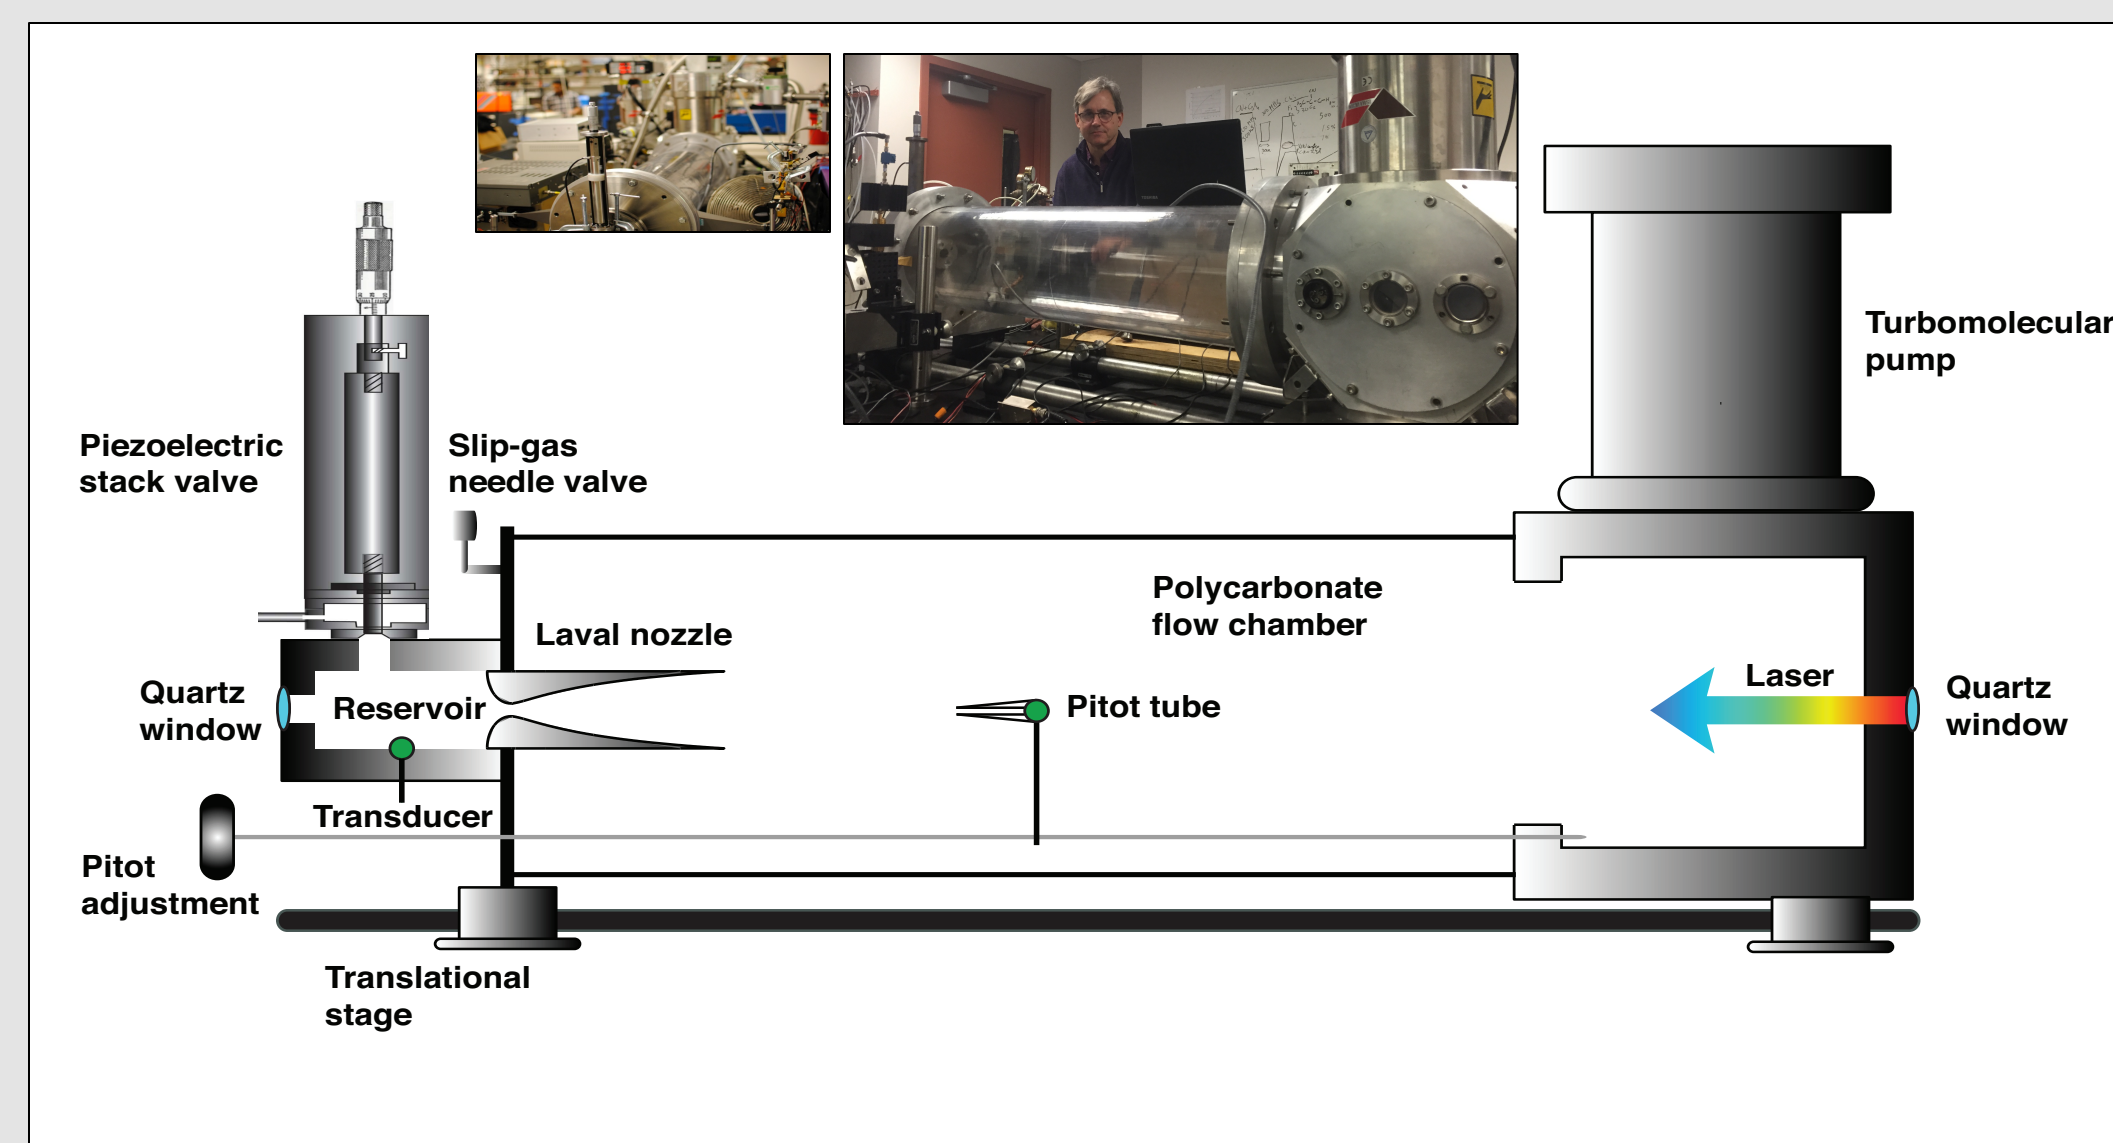 Turbomolecular
pump
Piezoelectric
stack valve
Slip-gas
needle valve
Polycarbonate
flow chamber
Laval nozzle
Quartz
window
Reservoir
Pitot tube
Laser
Quartz
window
Transducer
Pitot
adjustment
Translational
stage